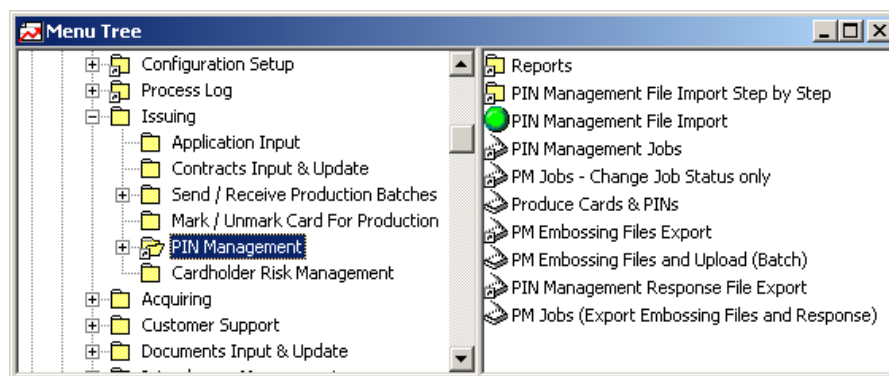 Menu Tree
Configuration Setup
Process Log
Issuing
Application Input
Contracts Input & Update
Send / Receive Production Batches
Mark / Unmark Card For Production
PIN Management
Cardholder Risk Management
Acquiring
Customer Support
Documents Input & Update
Reports
PIN Management File Import Step by Step
PIN Management File Import
PIN Management Jobs
PM Jobs - Change Job Status only
Produce Cards & PINs
PM Embossing Files Export
PM Embossing Files and Upload (Batch)
PIN Management Response File Export
PM Jobs (Export Embossing Files and Response)